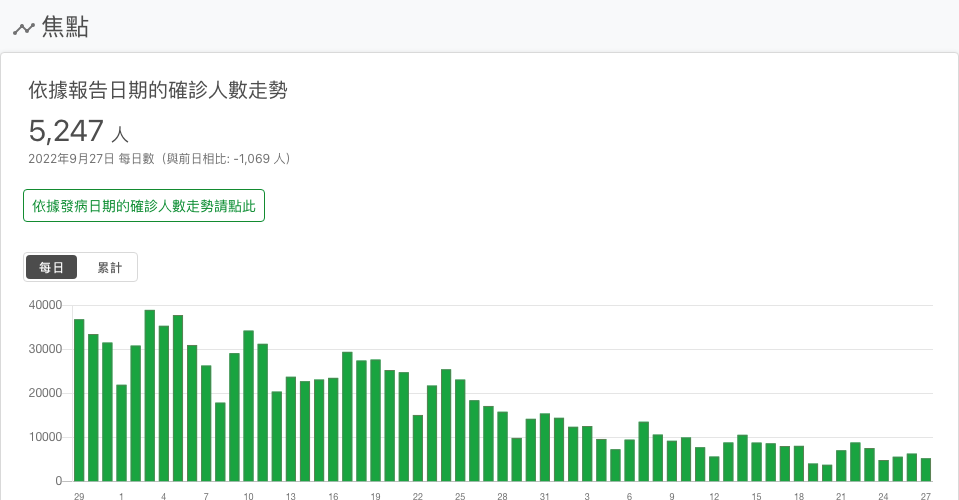 焦點
依據報告日期的確診人數走勢
5,247 人
2022年9月27日 每日數（與前日相比: -1,069 人）
依據發病日期的確診人數走勢請點此
每日 累計
40000
30000
20000
10000
0
29 1 4 7 10 13 16 19 22 25 28 31 3 6 9 12 15 18 21 24 27